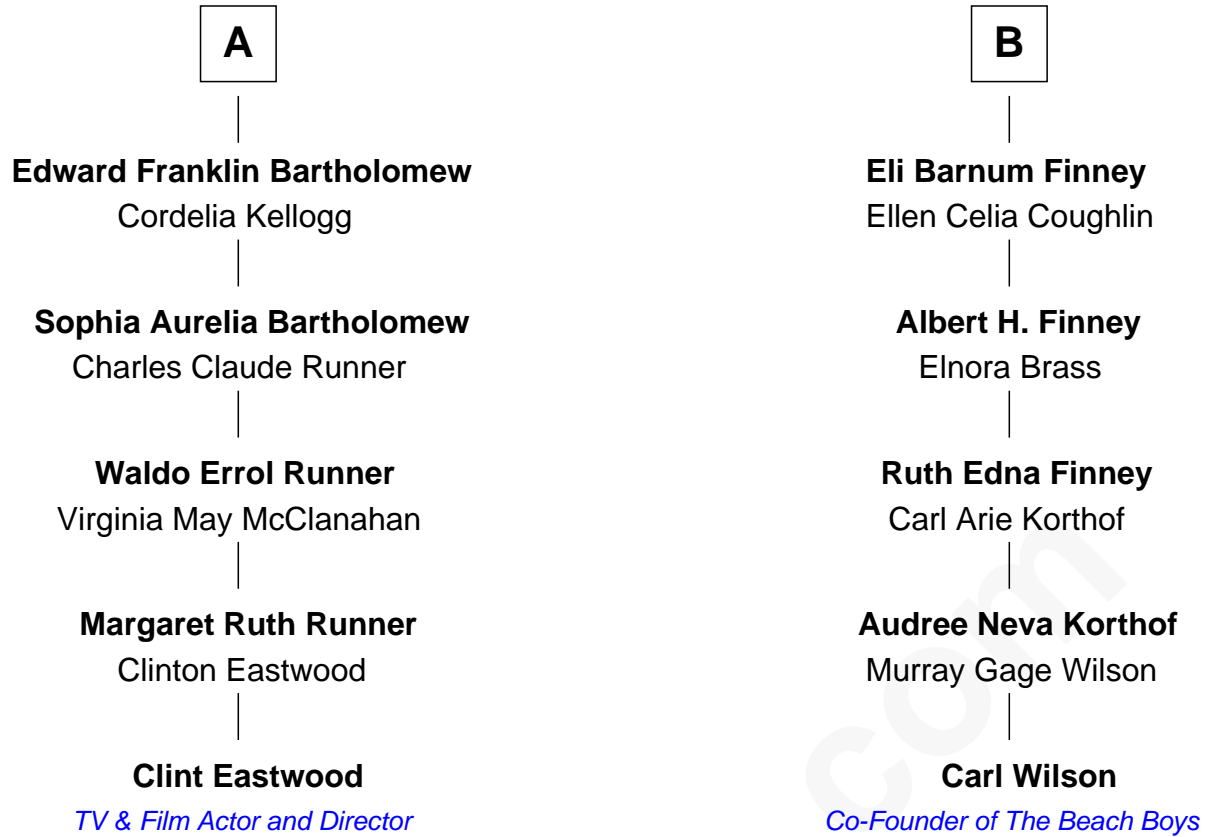 A
Edward Franklin Bartholomew
Cordelia Kellogg
Sophia Aurelia Bartholomew
Charles Claude Runner
Waldo Errol Runner
Virginia May McClanahan
Margaret Ruth Runner
Clinton Eastwood
Clint Eastwood
TV & Film Actor and Director
B
Eli Barnum Finney
Ellen Celia Coughlin
Albert H. Finney
Elnora Brass
Ruth Edna Finney
Carl Arie Korthof
Audree Neva Korthof
Murray Gage Wilson
Carl Wilson
Co-Founder of The Beach Boys
com